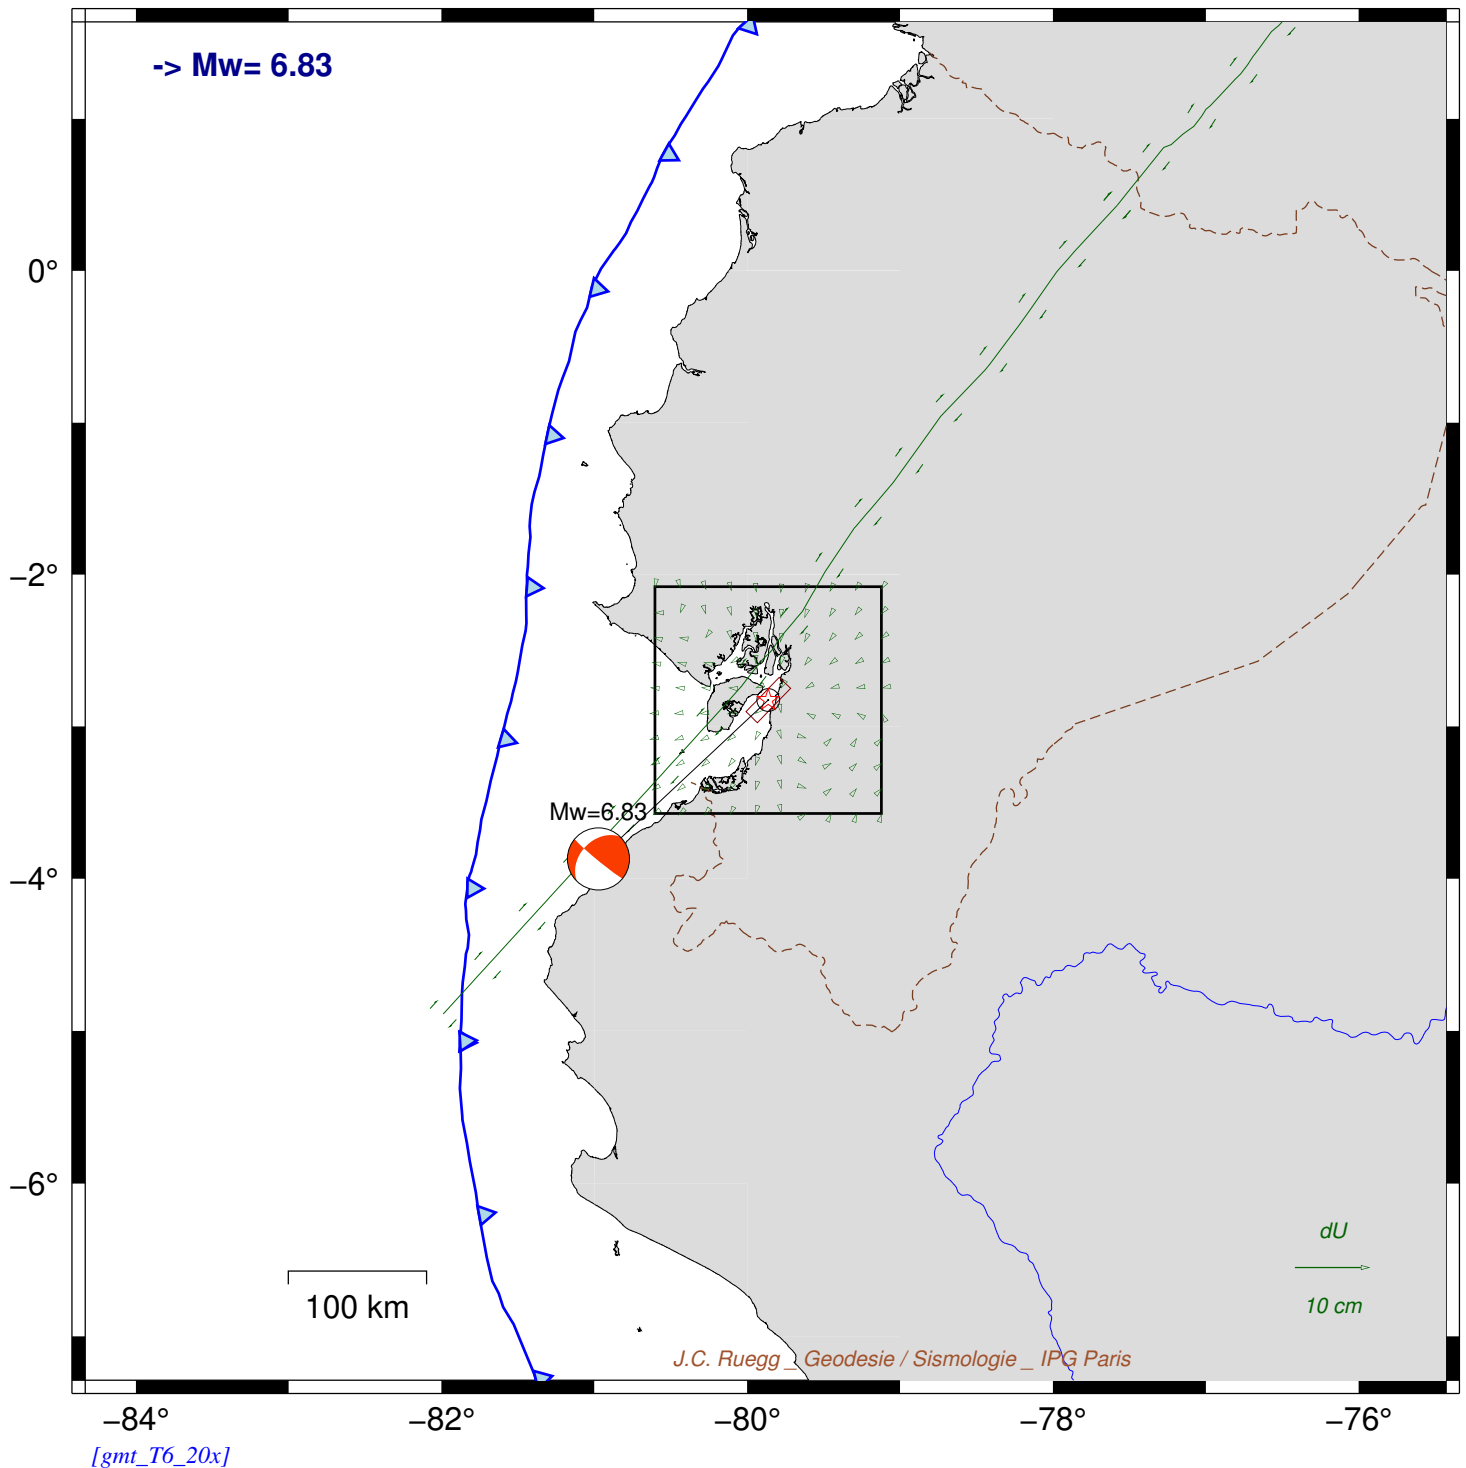 -> Mw= 6.83
0°
−2°
Mw=6.83
−4°
−6°
dU
100 km
10 cm
J.C. Ruegg _ Geodesie / Sismologie _ IPG Paris
−84°
−82°
−80°
−78°
−76°
[gmt_T6_20x]